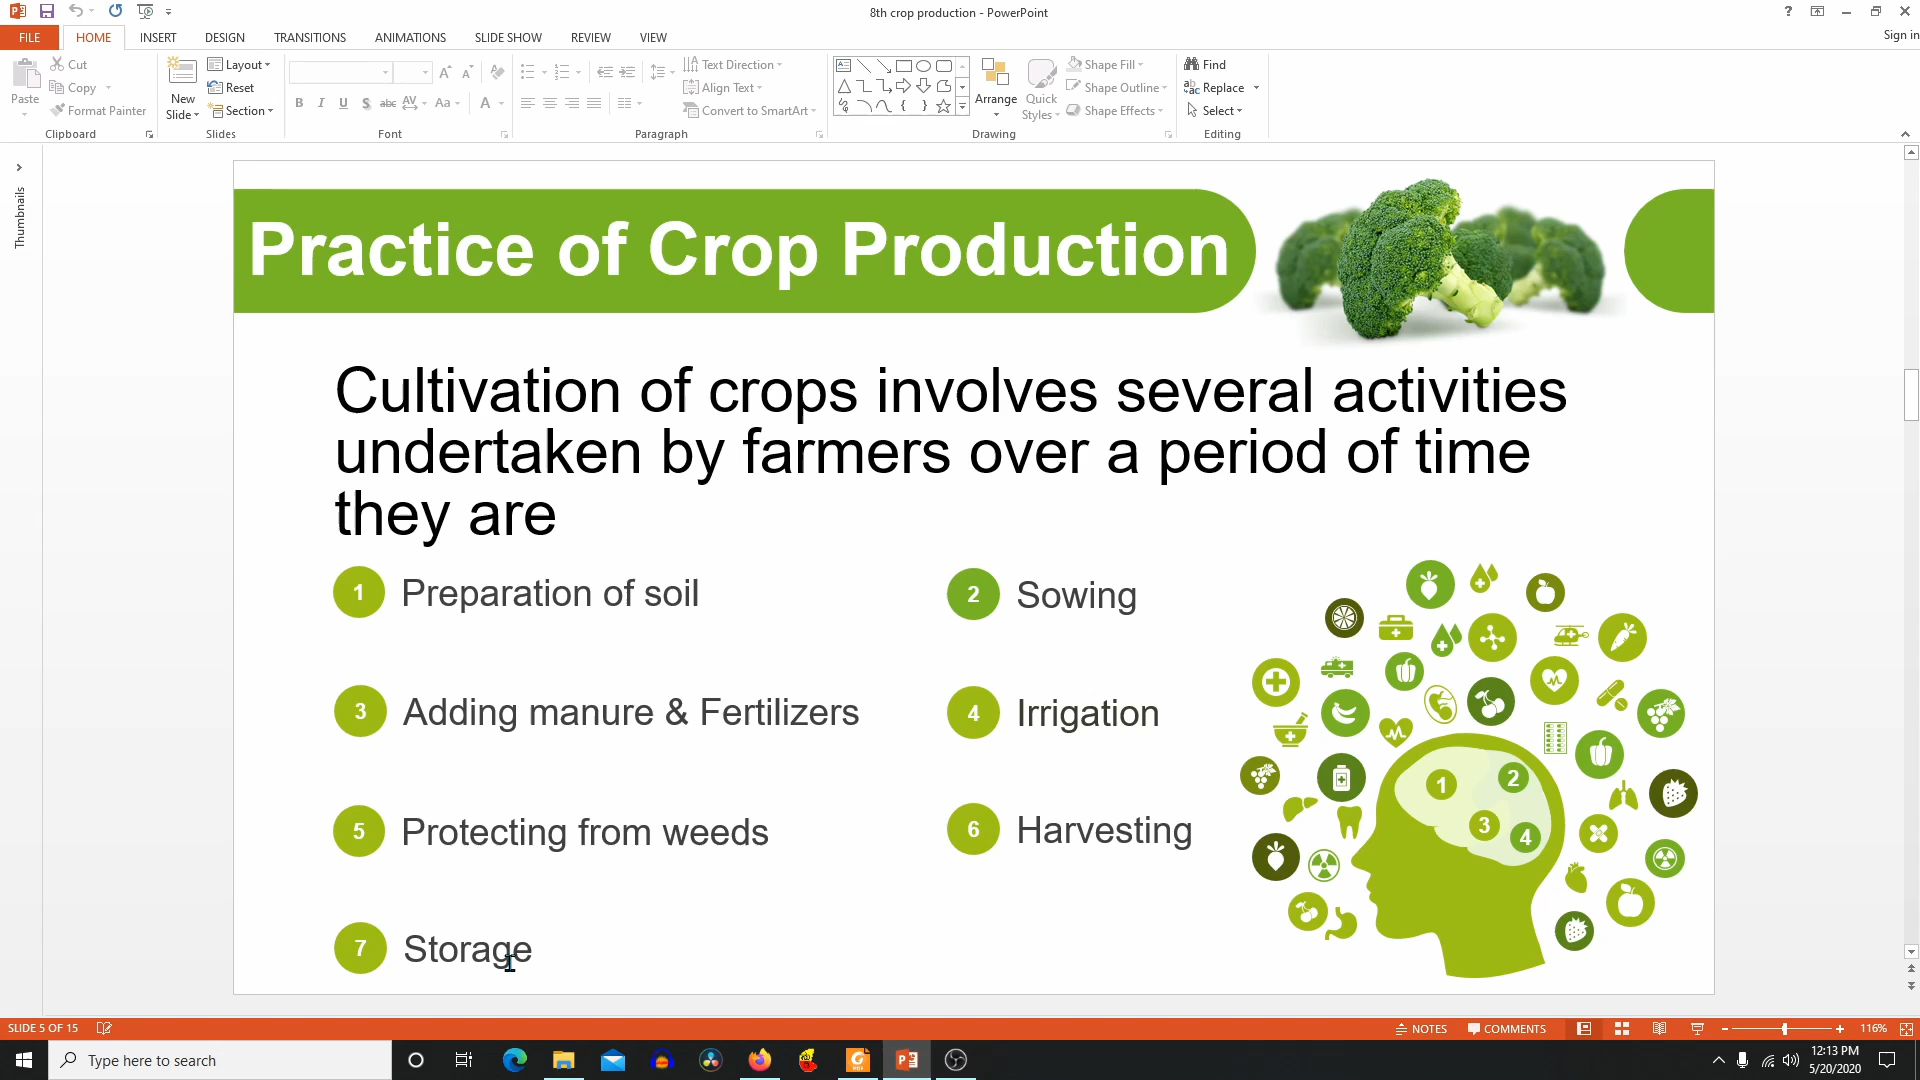 8th crop production - PowerPoint
Sign in
FILE HOME INSERT DESIGN TRANSITIONS ANIMATIONS SLIDE SHOW REVIEW VIEW
Paste
Cut
Copy
Format Painter
Clipboard
New Slide
Layout
Reset
Section
Slides
Font
Text Direction
Align Text
Convert to SmartArt
Paragraph
Arrange
Quick Styles
Shape Fill
Shape Outline
Shape Effects
Drawing
Find
Replace
Select
Editing
Thumbnails
Practice of Crop Production
Cultivation of crops involves several activities
undertaken by farmers over a period of time
they are
1 Preparation of soil
2 Sowing
3 Adding manure & Fertilizers
4 Irrigation
5 Protecting from weeds
6 Harvesting
7 Storage
1 2
3 4
SLIDE 5 OF 15
NOTES
COMMENTS
116%
Type here to search
12:13 PM
5/20/2020